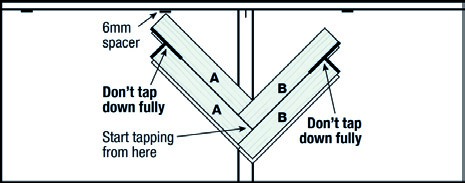 6mm
spacer
A
B
Don't tap
down fully
A
B
Start tapping
from here
Don't tap
down fully